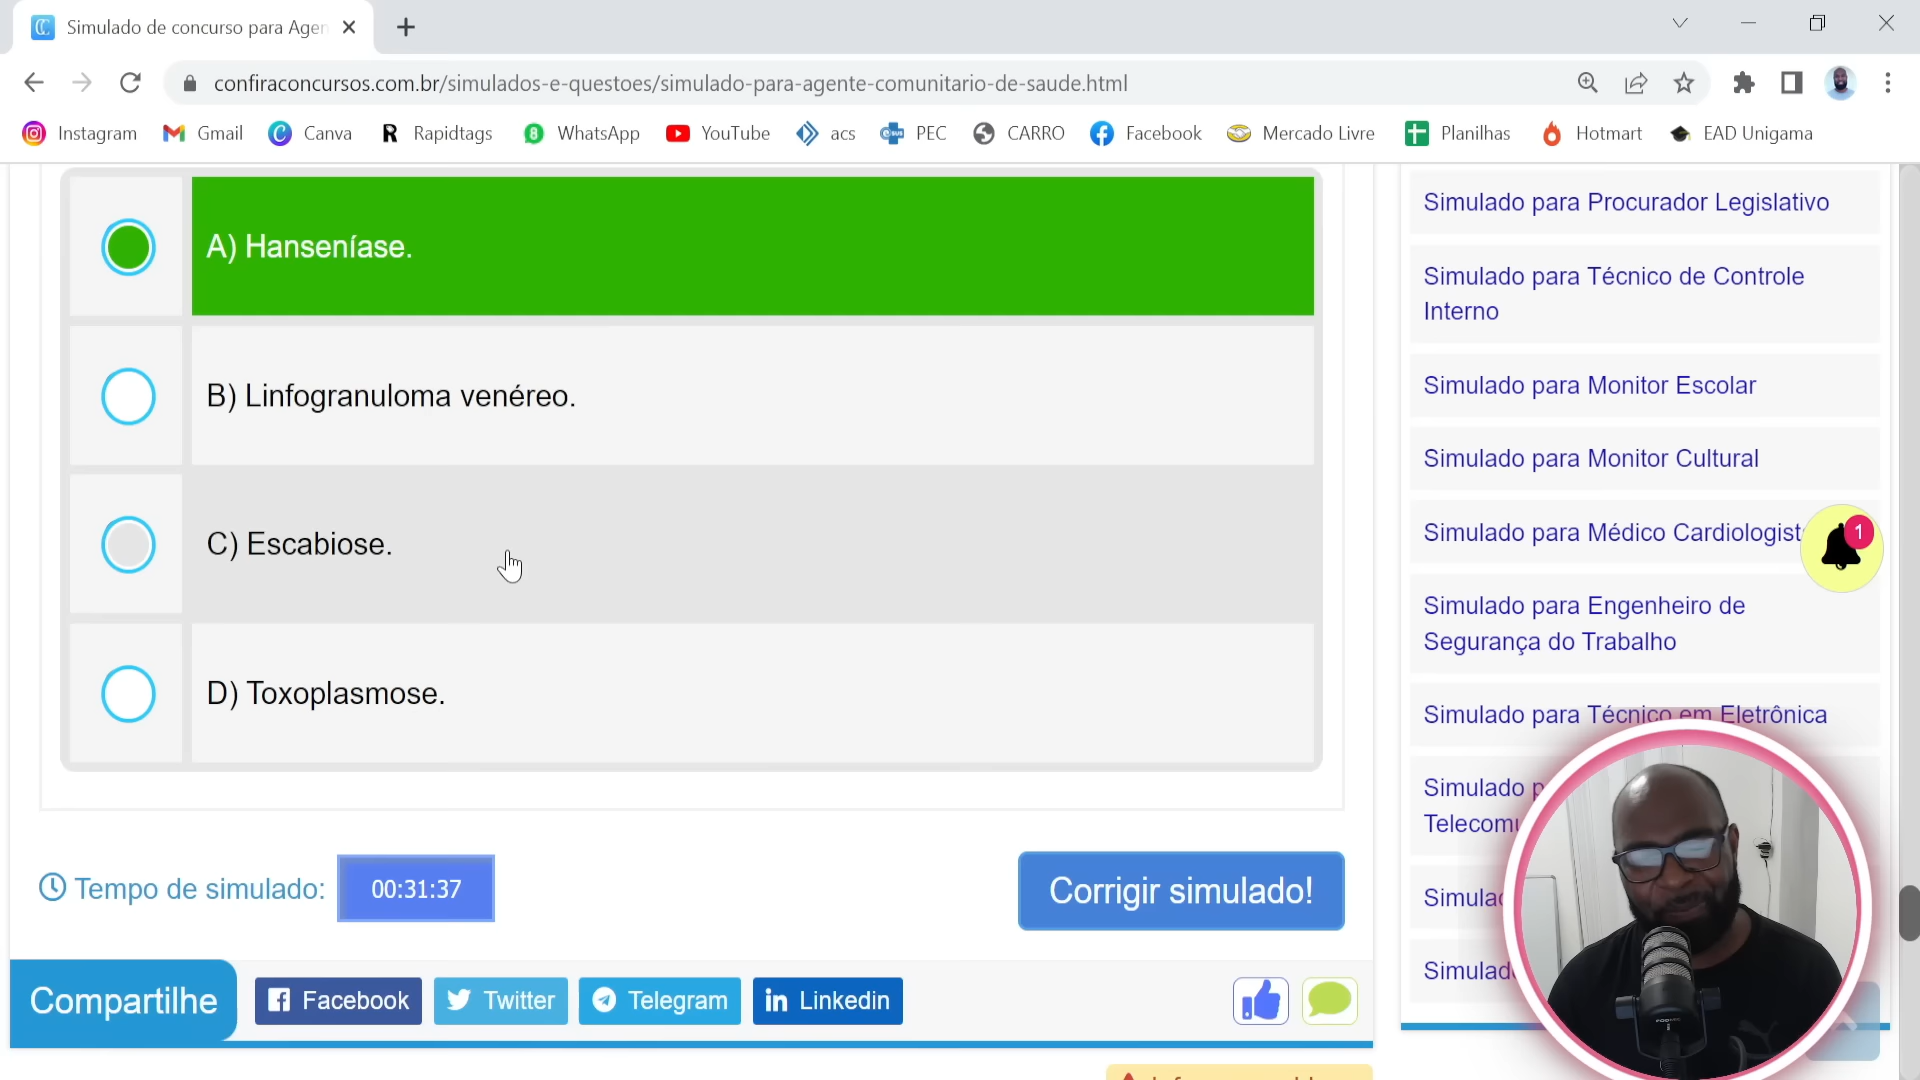 Simulado de concurso para Agen
confiraconcursos.com.br/simulados-e-questoes/simulado-para-agente-comunitario-de-saude.html
Instagram Gmail Canva Rapidtags WhatsApp YouTube acs PEC CARRO Facebook Mercado Livre Planilhas Hotmart EAD Unigama
A) Hanseníase.
B) Linfogranuloma venéreo.
C) Escabiose.
D) Toxoplasmose.
Tempo de simulado: 00:31:37
Corrigir simulado!
Compartilhe
Facebook
Twitter
Telegram
Linkedin
Simulado para Procurador Legislativo
Simulado para Técnico de Controle
Interno
Simulado para Monitor Escolar
Simulado para Monitor Cultural
Simulado para Médico Cardiologist
1
Simulado para Engenheiro de
Segurança do Trabalho
Simulado para Técnico em Eletrônica
Simulado p
Telecom
Simulad
Simulad